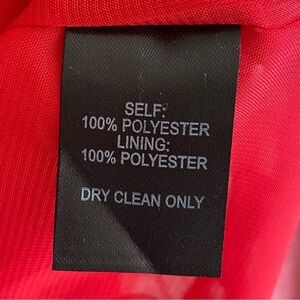 SELF:
100% POLYESTER
LINING:
100% POLYESTER
DRY CLEAN ONLY